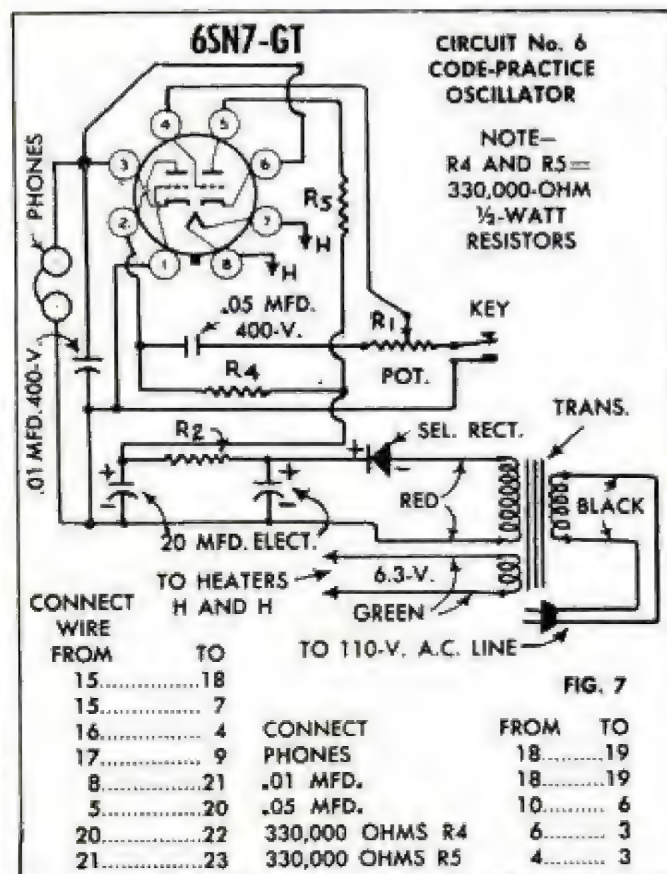 6SN7-GT
CIRCUIT No. 6
CODE-PRACTICE
OSCILLATOR
NOTE—
R4 AND R5=
330,000-OHM
½-WATT
RESISTORS
PHONES
4
5
3
6
2
7
1
8
H
H
R5
.05 MFD.
400-V.
R1
KEY
POT.
R4
.01 MFD. 400-V.
R2
SEL. RECT.
TRANS.
+
-
+
-
+
-
RED
BLACK
20 MFD. ELECT.
TO HEATERS
H AND H
6.3-V.
GREEN
TO 110-V. A.C. LINE
FIG. 7
CONNECT
WIRE
FROM TO
15...............18
15............... 7
16............... 4
17............... 9
8...............21
5...............20
20...............22
21...............23
CONNECT FROM TO
PHONES 18..........19
.01 MFD. 18..........19
.05 MFD. 10.......... 6
330,000 OHMS R4 6.......... 3
330,000 OHMS R5 4.......... 3